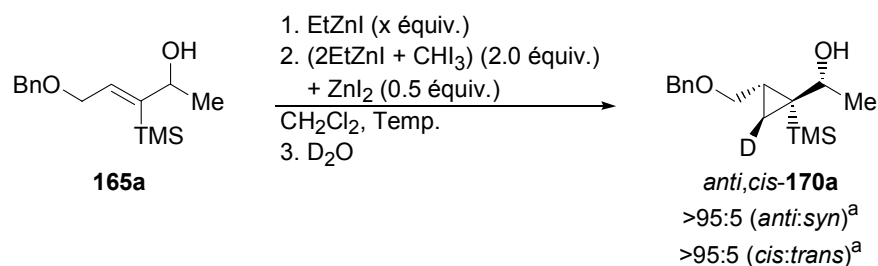 OH
BnO
Me
TMS
165a
1. EtZnI (x équiv.)
2. (2EtZnI + CHI₃) (2.0 équiv.)
+ ZnI₂ (0.5 équiv.)
CH₂Cl₂, Temp.
3. D₂O
OH
BnO
Me
TMS
D
anti,cis-170a
>95:5 (anti:syn)ᵃ
>95:5 (cis:trans)ᵃ